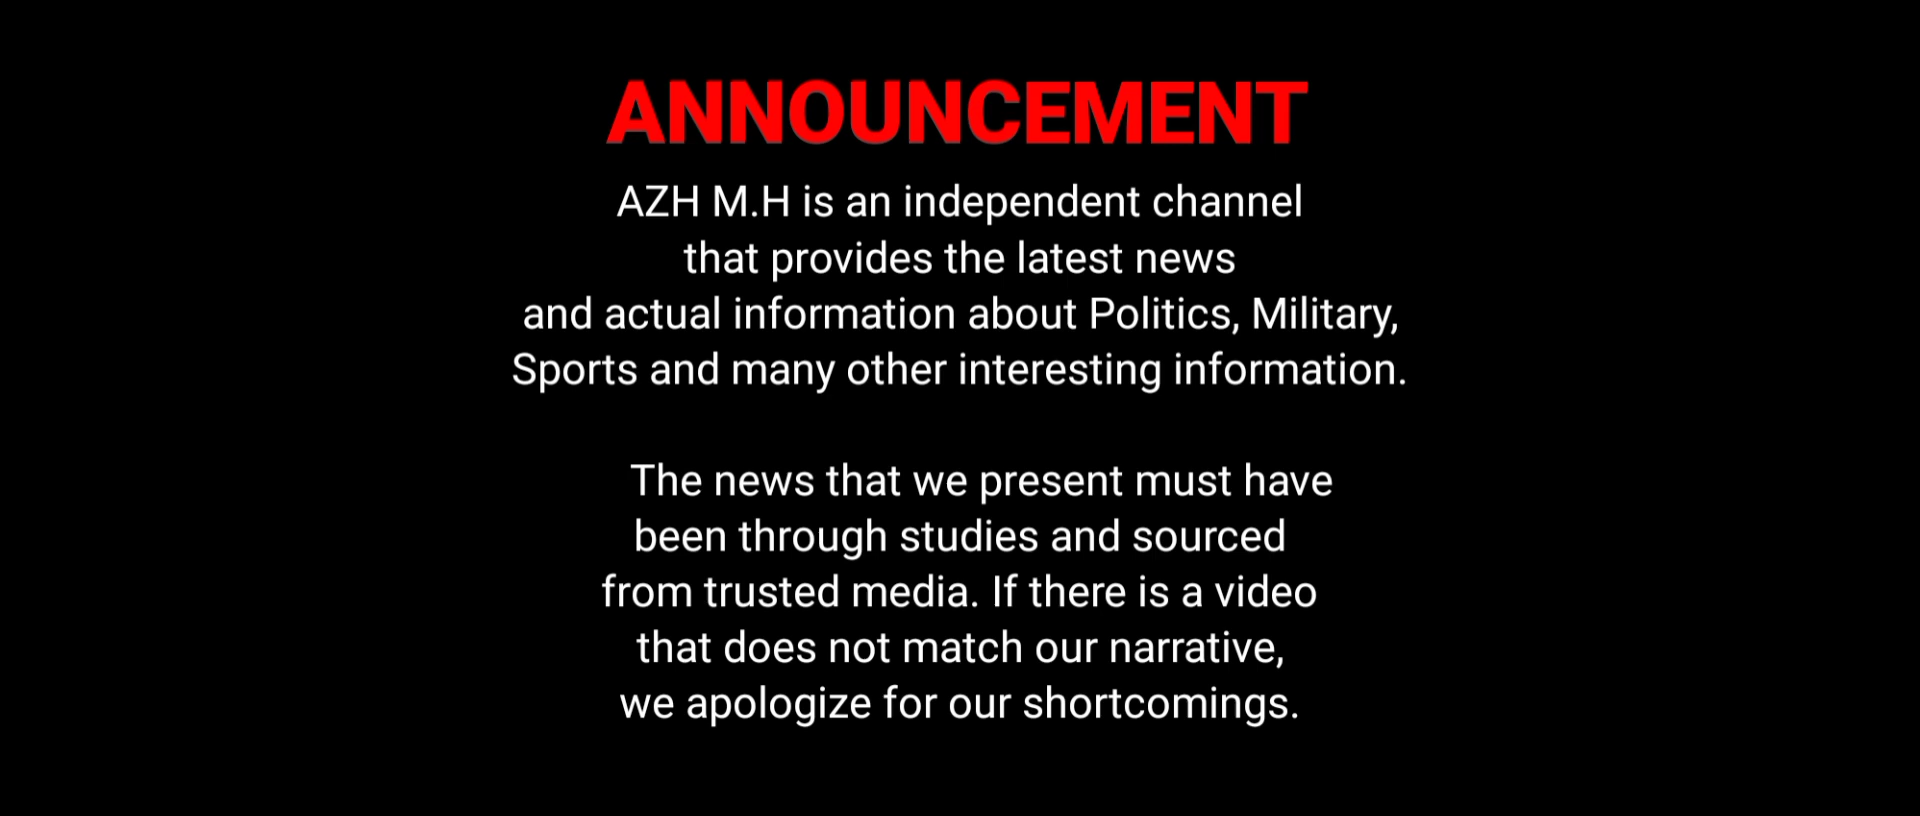 ANNOUNCEMENT
AZH M.H is an independent channel
that provides the latest news
and actual information about Politics, Military,
Sports and many other interesting information.
The news that we present must have
been through studies and sourced
from trusted media. If there is a video
that does not match our narrative,
we apologize for our shortcomings.